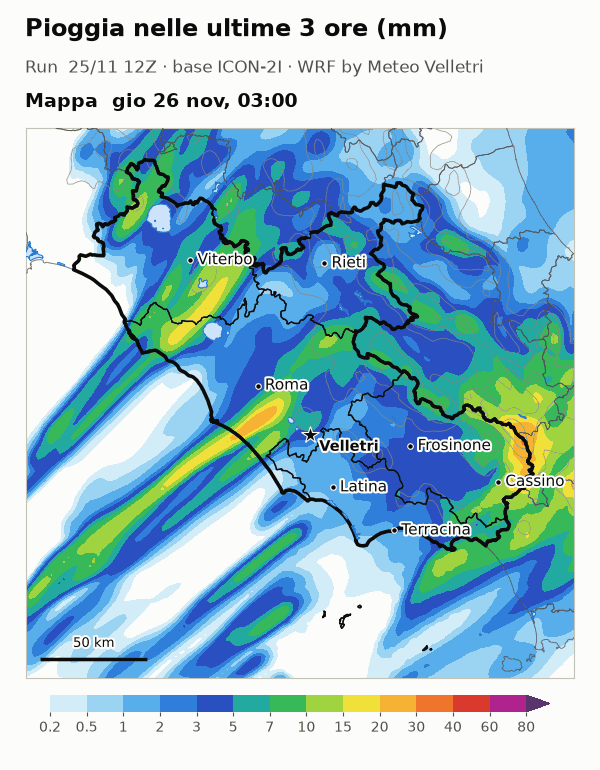 Pioggia nelle ultime 3 ore (mm)
Run  25/11 12Z · base ICON-2I · WRF by Meteo Velletri
Mappa  gio 26 nov, 03:00
Viterbo
Rieti
Roma
Velletri
Frosinone
Cassino
Latina
Terracina
50 km
0.2 0.5 1 2 3 5 7 10 15 20 30 40 60 80